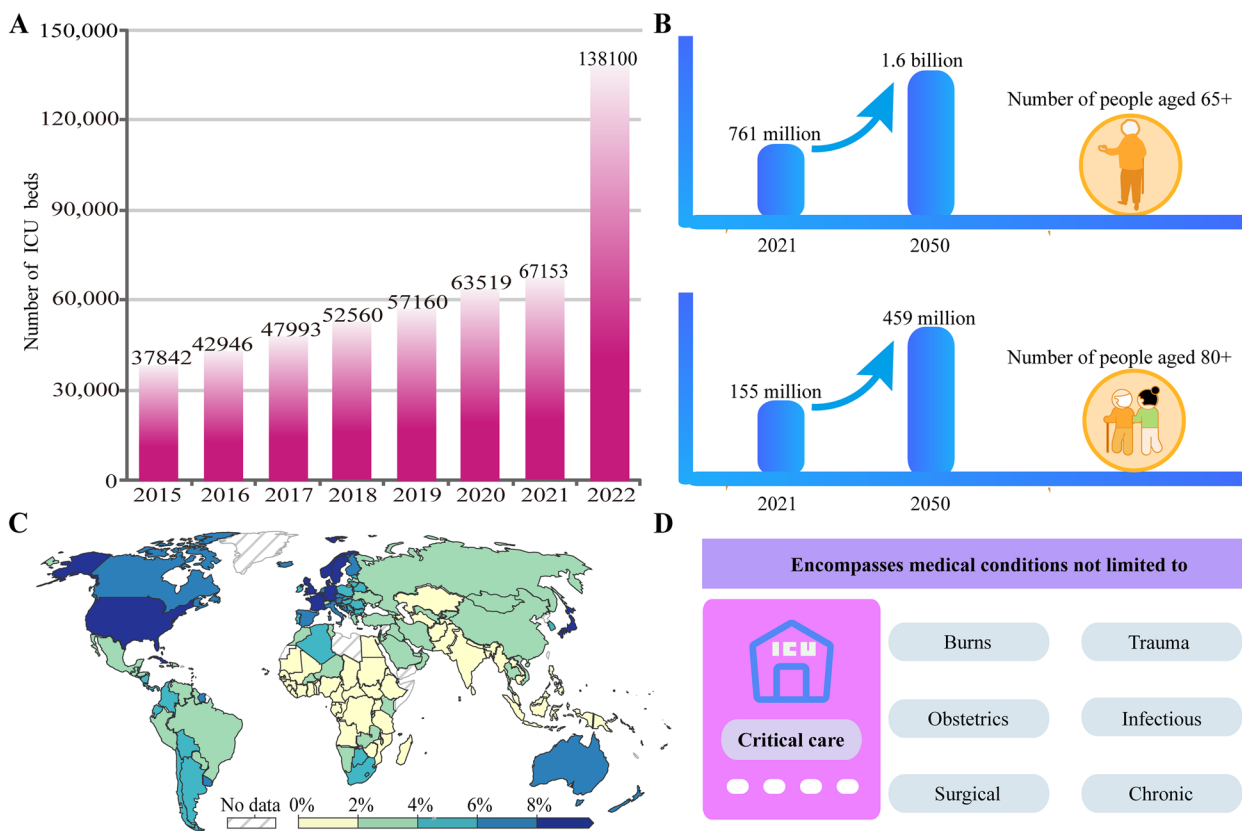 A
Number of ICU beds
150,000
120,000
90,000
60,000
30,000
0
37842
42946
47993
52560
57160
63519
67153
138100
2015
2016
2017
2018
2019
2020
2021
2022
B
761 million
1.6 billion
Number of people aged 65+
2021
2050
155 million
459 million
Number of people aged 80+
2021
2050
C
No data
0%
2%
4%
6%
8%
D
Encompasses medical conditions not limited to
ICU
Critical care
Burns
Trauma
Obstetrics
Infectious
Surgical
Chronic